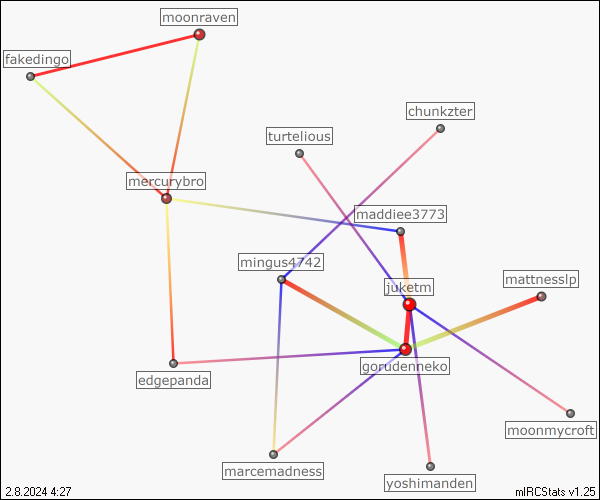 moonraven
fakedingo
chunkzter
turtelious
mercurybro
maddiee3773
mingus4742
mattnesslp
juketm
gorudenneko
edgepanda
moonmycroft
marcemadness
yoshimanden
2.8.2024 4:27
mIRCStats v1.25